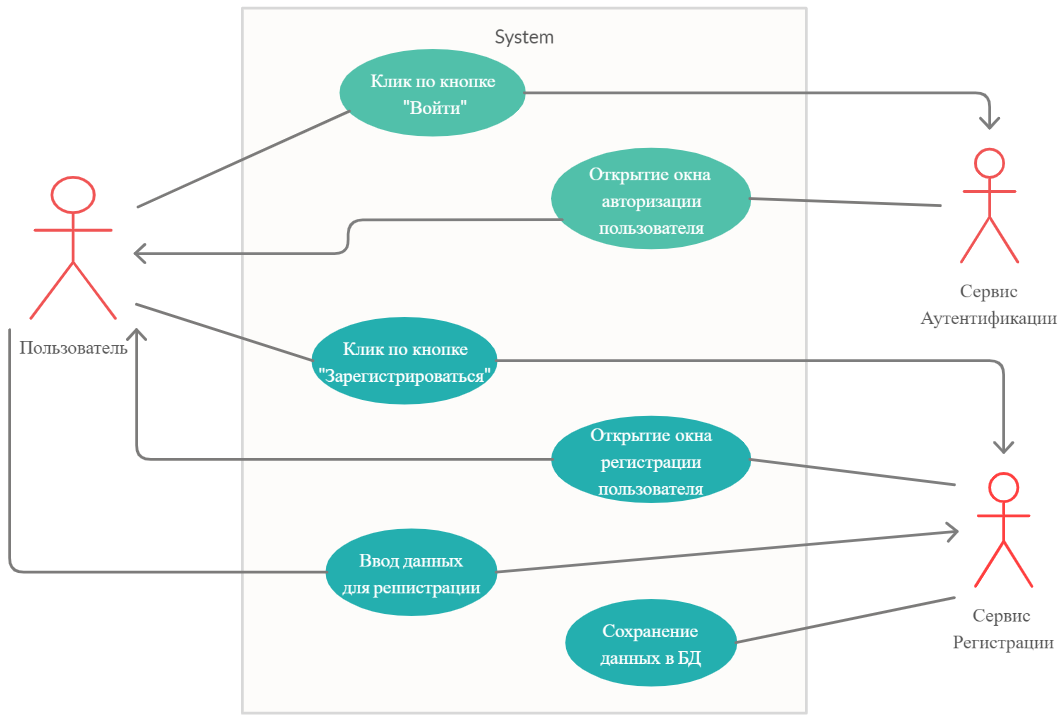 System
Клик по кнопке
"Войти"
Открытие окна
авторизации
пользователя
Сервис
Аутентификации
Пользователь
Клик по кнопке
"Зарегистрироваться"
Открытие окна
регистрации
пользователя
Ввод данных
для решистрации
Сервис
Регистрации
Сохранение
данных в БД